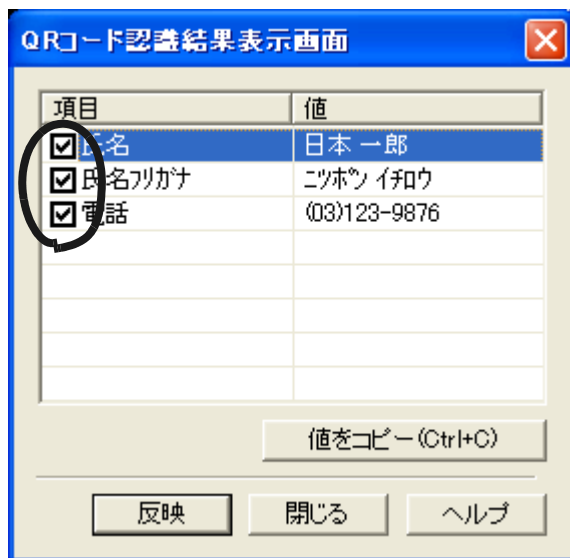 QRコード認識結果表示画面
項目 値
氏名 日本 一郎
氏名フリガナ ニッポン イチロウ
電話 (03)123-9876
値をコピー(Ctrl+C)
反映 閉じる ヘルプ